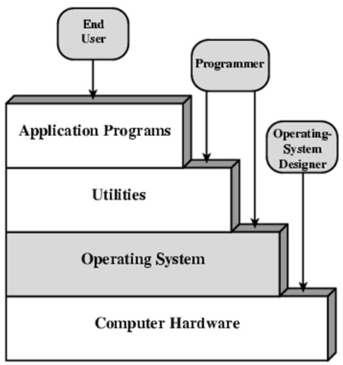 End
User
Programmer
Operating-
System
Designer
Application Programs
Utilities
Operating System
Computer Hardware